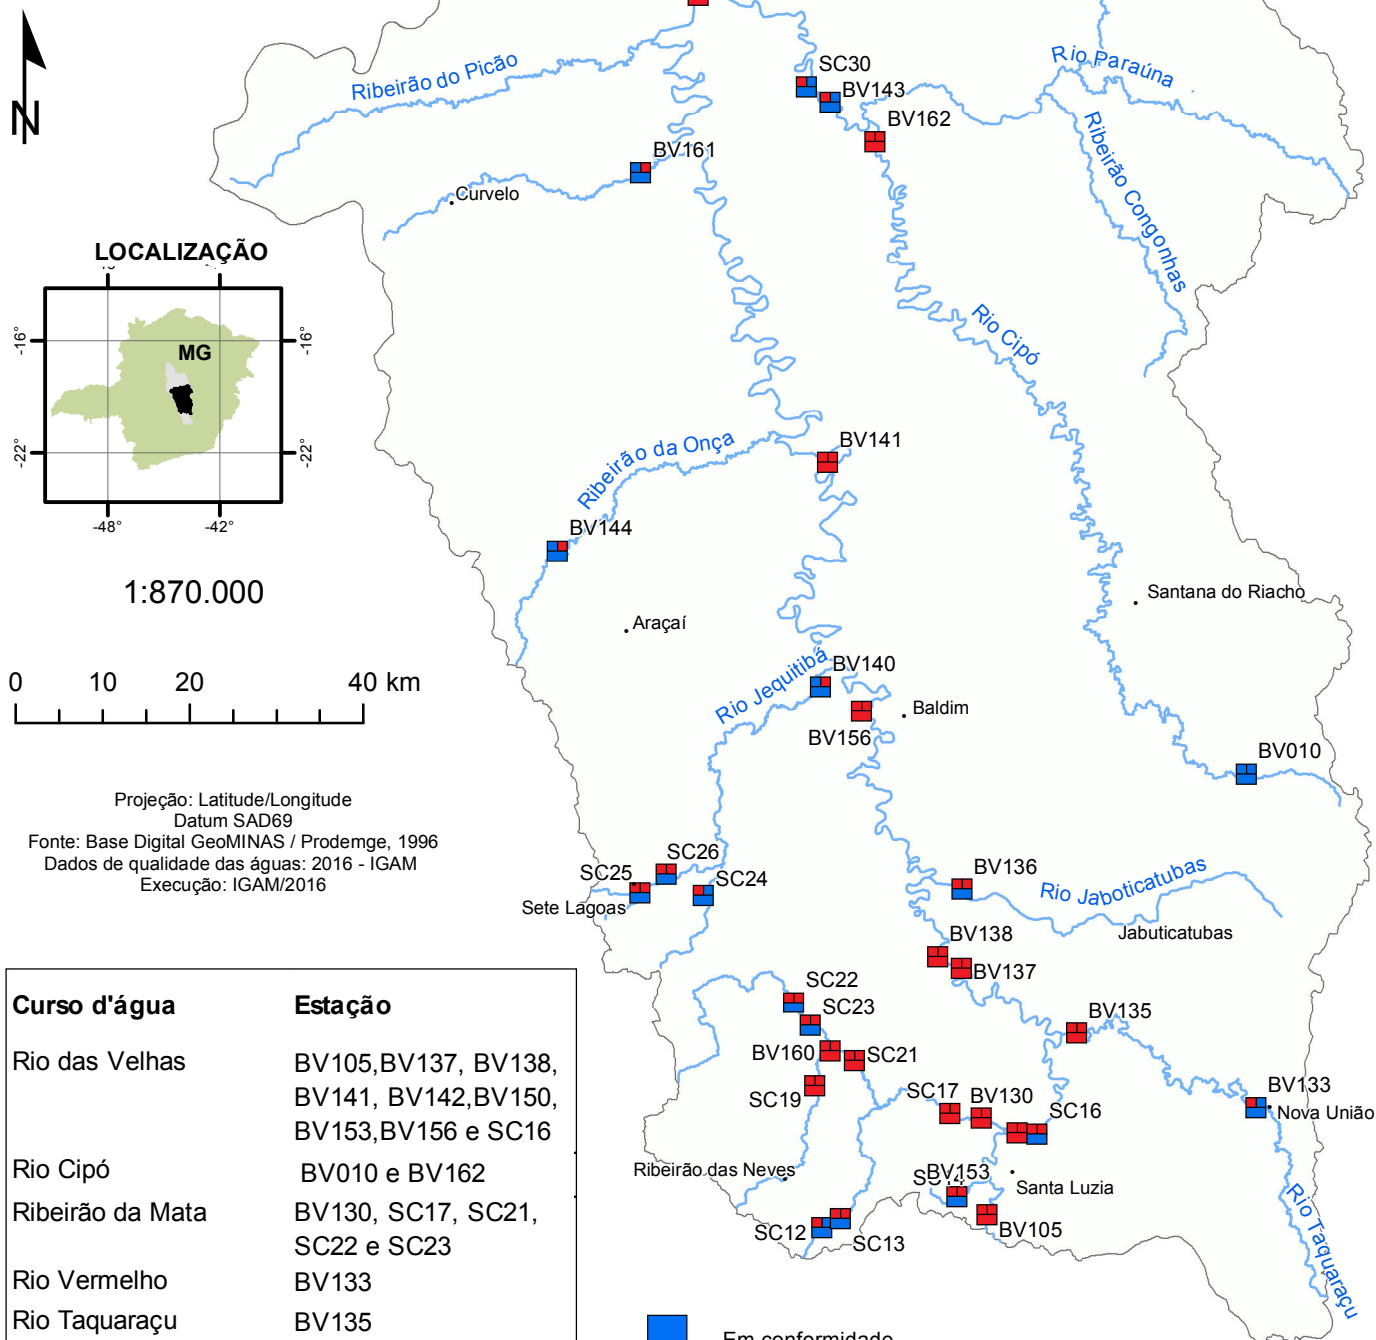 N
Ribeirão do Picão
SC30
BV143
Rio Paraúna
BV162
Ribeirão Congonhas
BV161
Curvelo
LOCALIZAÇÃO
-16°
-16°
MG
-22°
-22°
-48°
-42°
Rio Cipó
BV141
Ribeirão da Onça
BV144
1:870.000
Santana do Riacho
Araçaí
0 10 20 40 km
Rio Jequitibá
BV140
Baldim
BV156
BV010
Projeção: Latitude/Longitude
Datum SAD69
Fonte: Base Digital GeoMINAS / Prodemge, 1996
Dados de qualidade das águas: 2016 - IGAM
Execução: IGAM/2016
SC26
SC25
SC24
Sete Lagoas
BV136
Rio Jaboticatubas
Jabuticatubas
BV138
BV137
SC22
SC23
BV135
BV160
SC21
SC19
SC17
BV130
SC16
BV133
Nova União
Ribeirão das Neves
BV153
Santa Luzia
SC12
SC13
BV105
Rio Taquaraçu
Curso d'água Estação
Rio das Velhas BV105,BV137, BV138,
BV141, BV142,BV150,
BV153,BV156 e SC16
Rio Cipó BV010 e BV162
Ribeirão da Mata BV130, SC17, SC21,
SC22 e SC23
Rio Vermelho BV133
Rio Taquaraçu BV135
Em conformidade